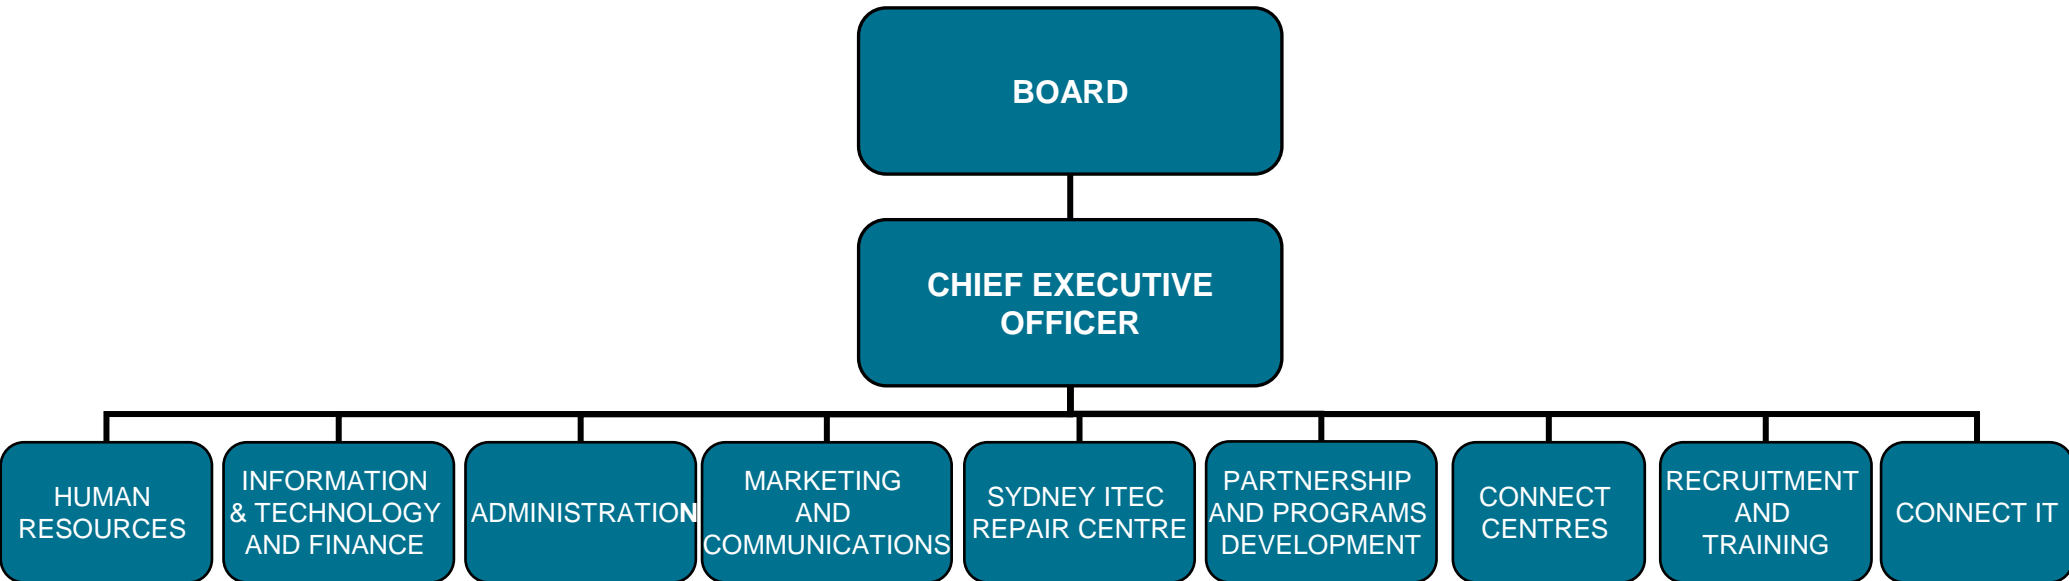 BOARD
CHIEF EXECUTIVE
OFFICER
HUMAN
RESOURCES
INFORMATION
& TECHNOLOGY
AND FINANCE
ADMINISTRATION
MARKETING
AND
COMMUNICATIONS
SYDNEY ITEC
REPAIR CENTRE
PARTNERSHIP
AND PROGRAMS
DEVELOPMENT
CONNECT
CENTRES
RECRUITMENT
AND
TRAINING
CONNECT IT